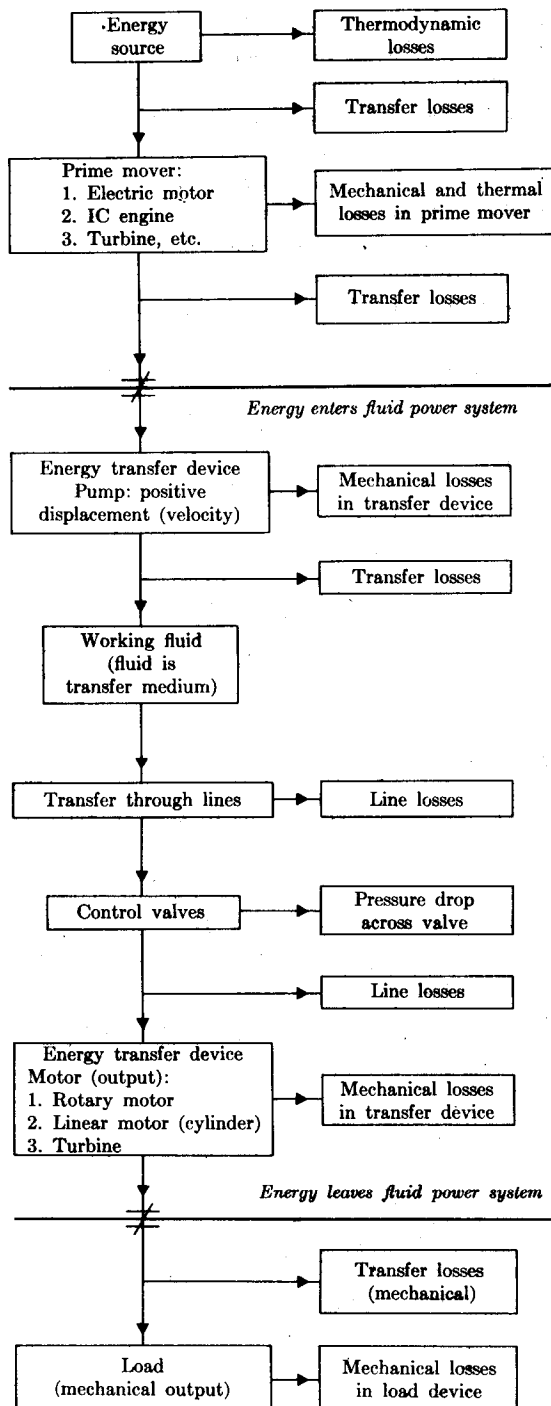 Energy
source
Thermodynamic
losses
Transfer losses
Prime mover:
1. Electric motor
2. IC engine
3. Turbine, etc.
Mechanical and thermal
losses in prime mover
Transfer losses
Energy enters fluid power system
Energy transfer device
Pump: positive
displacement (velocity)
Mechanical losses
in transfer device
Transfer losses
Working fluid
(fluid is
transfer medium)
Transfer through lines
Line losses
Control valves
Pressure drop
across valve
Line losses
Energy transfer device
Motor (output):
1. Rotary motor
2. Linear motor (cylinder)
3. Turbine
Mechanical losses
in transfer device
Energy leaves fluid power system
Transfer losses
(mechanical)
Load
(mechanical output)
Mechanical losses
in load device